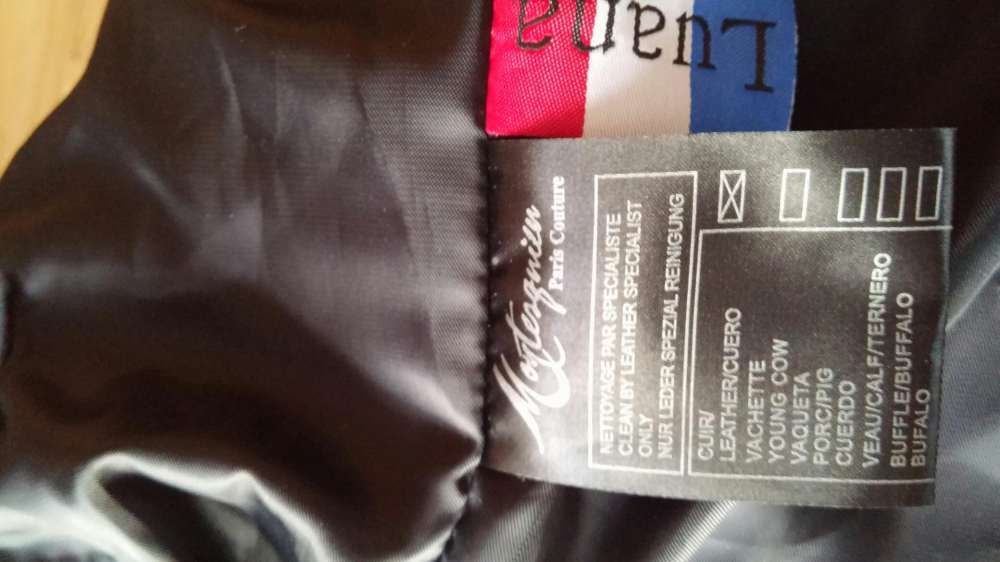 Luana
Montesquieu
Paris Couture
NETTOYAGE PAR SPECIALISTE
CLEAN BY LEATHER SPECIALIST
ONLY
NUR LEDER SPEZIAL REINIGUNG
CUIR/
LEATHER/CUERO
VACHETTE
YOUNG COW
VAQUETA
PORC/PIG
CUERDO
VEAU/CALF/TERNERO
BUFFLE/BUFFALO
BUFALO